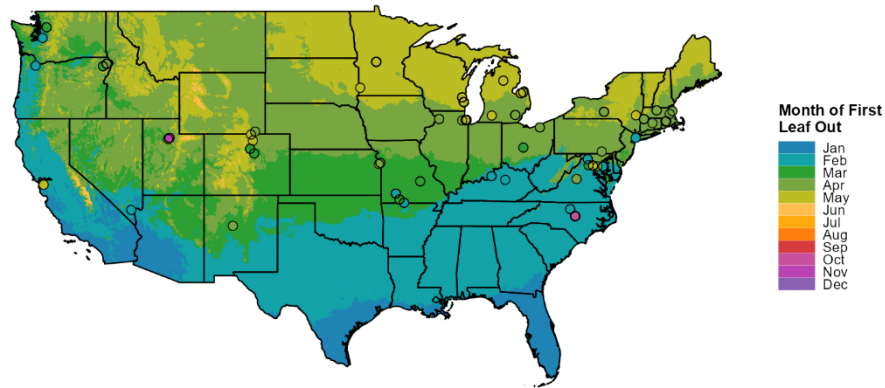 Month of First
Leaf Out
Jan
Feb
Mar
Apr
May
Jun
Jul
Aug
Sep
Oct
Nov
Dec